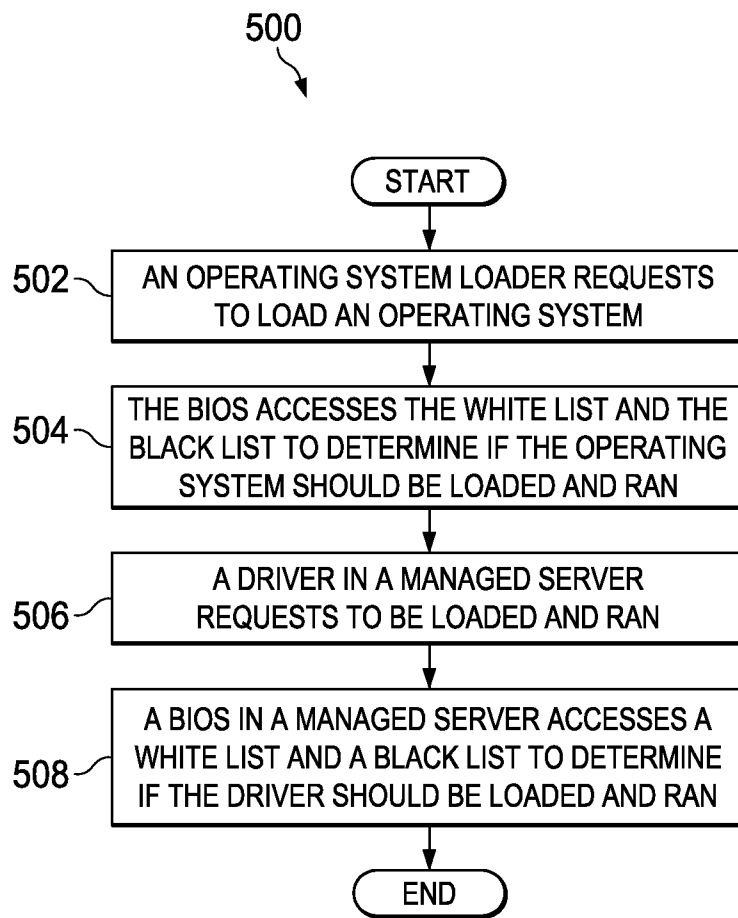 500
START
502
AN OPERATING SYSTEM LOADER REQUESTS
TO LOAD AN OPERATING SYSTEM
504
THE BIOS ACCESSES THE WHITE LIST AND THE
BLACK LIST TO DETERMINE IF THE OPERATING
SYSTEM SHOULD BE LOADED AND RAN
506
A DRIVER IN A MANAGED SERVER
REQUESTS TO BE LOADED AND RAN
508
A BIOS IN A MANAGED SERVER ACCESSES A
WHITE LIST AND A BLACK LIST TO DETERMINE
IF THE DRIVER SHOULD BE LOADED AND RAN
END